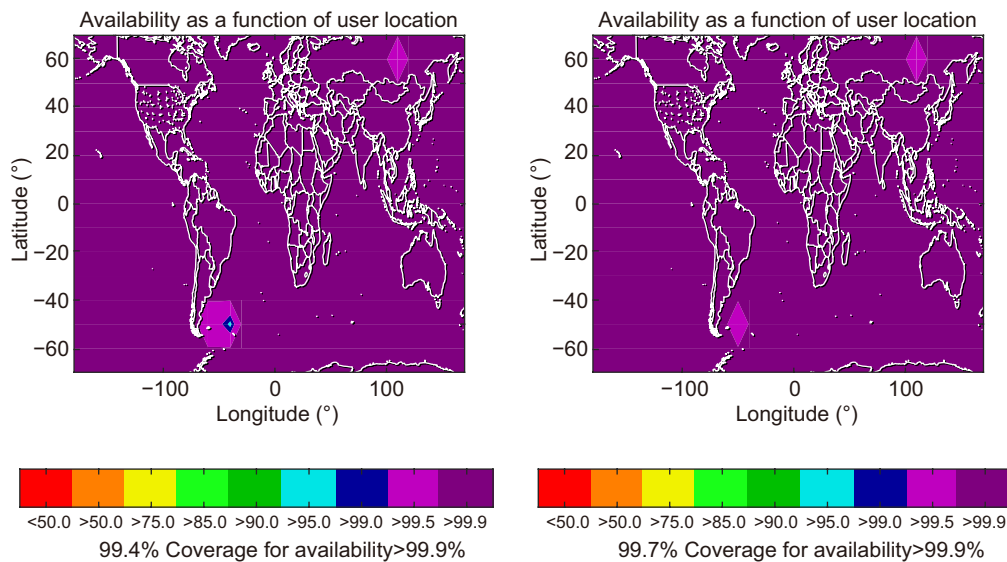 Availability as a function of user location
60
40
20
0
−20
−40
−60
Latitude (°)
−100 0 100
Longitude (°)
<50.0 >50.0 >75.0 >85.0 >90.0 >95.0 >99.0 >99.5 >99.9
99.4% Coverage for availability>99.9%
Availability as a function of user location
60
40
20
0
−20
−40
−60
Latitude (°)
−100 0 100
Longitude (°)
<50.0 >50.0 >75.0 >85.0 >90.0 >95.0 >99.0 >99.5 >99.9
99.7% Coverage for availability>99.9%